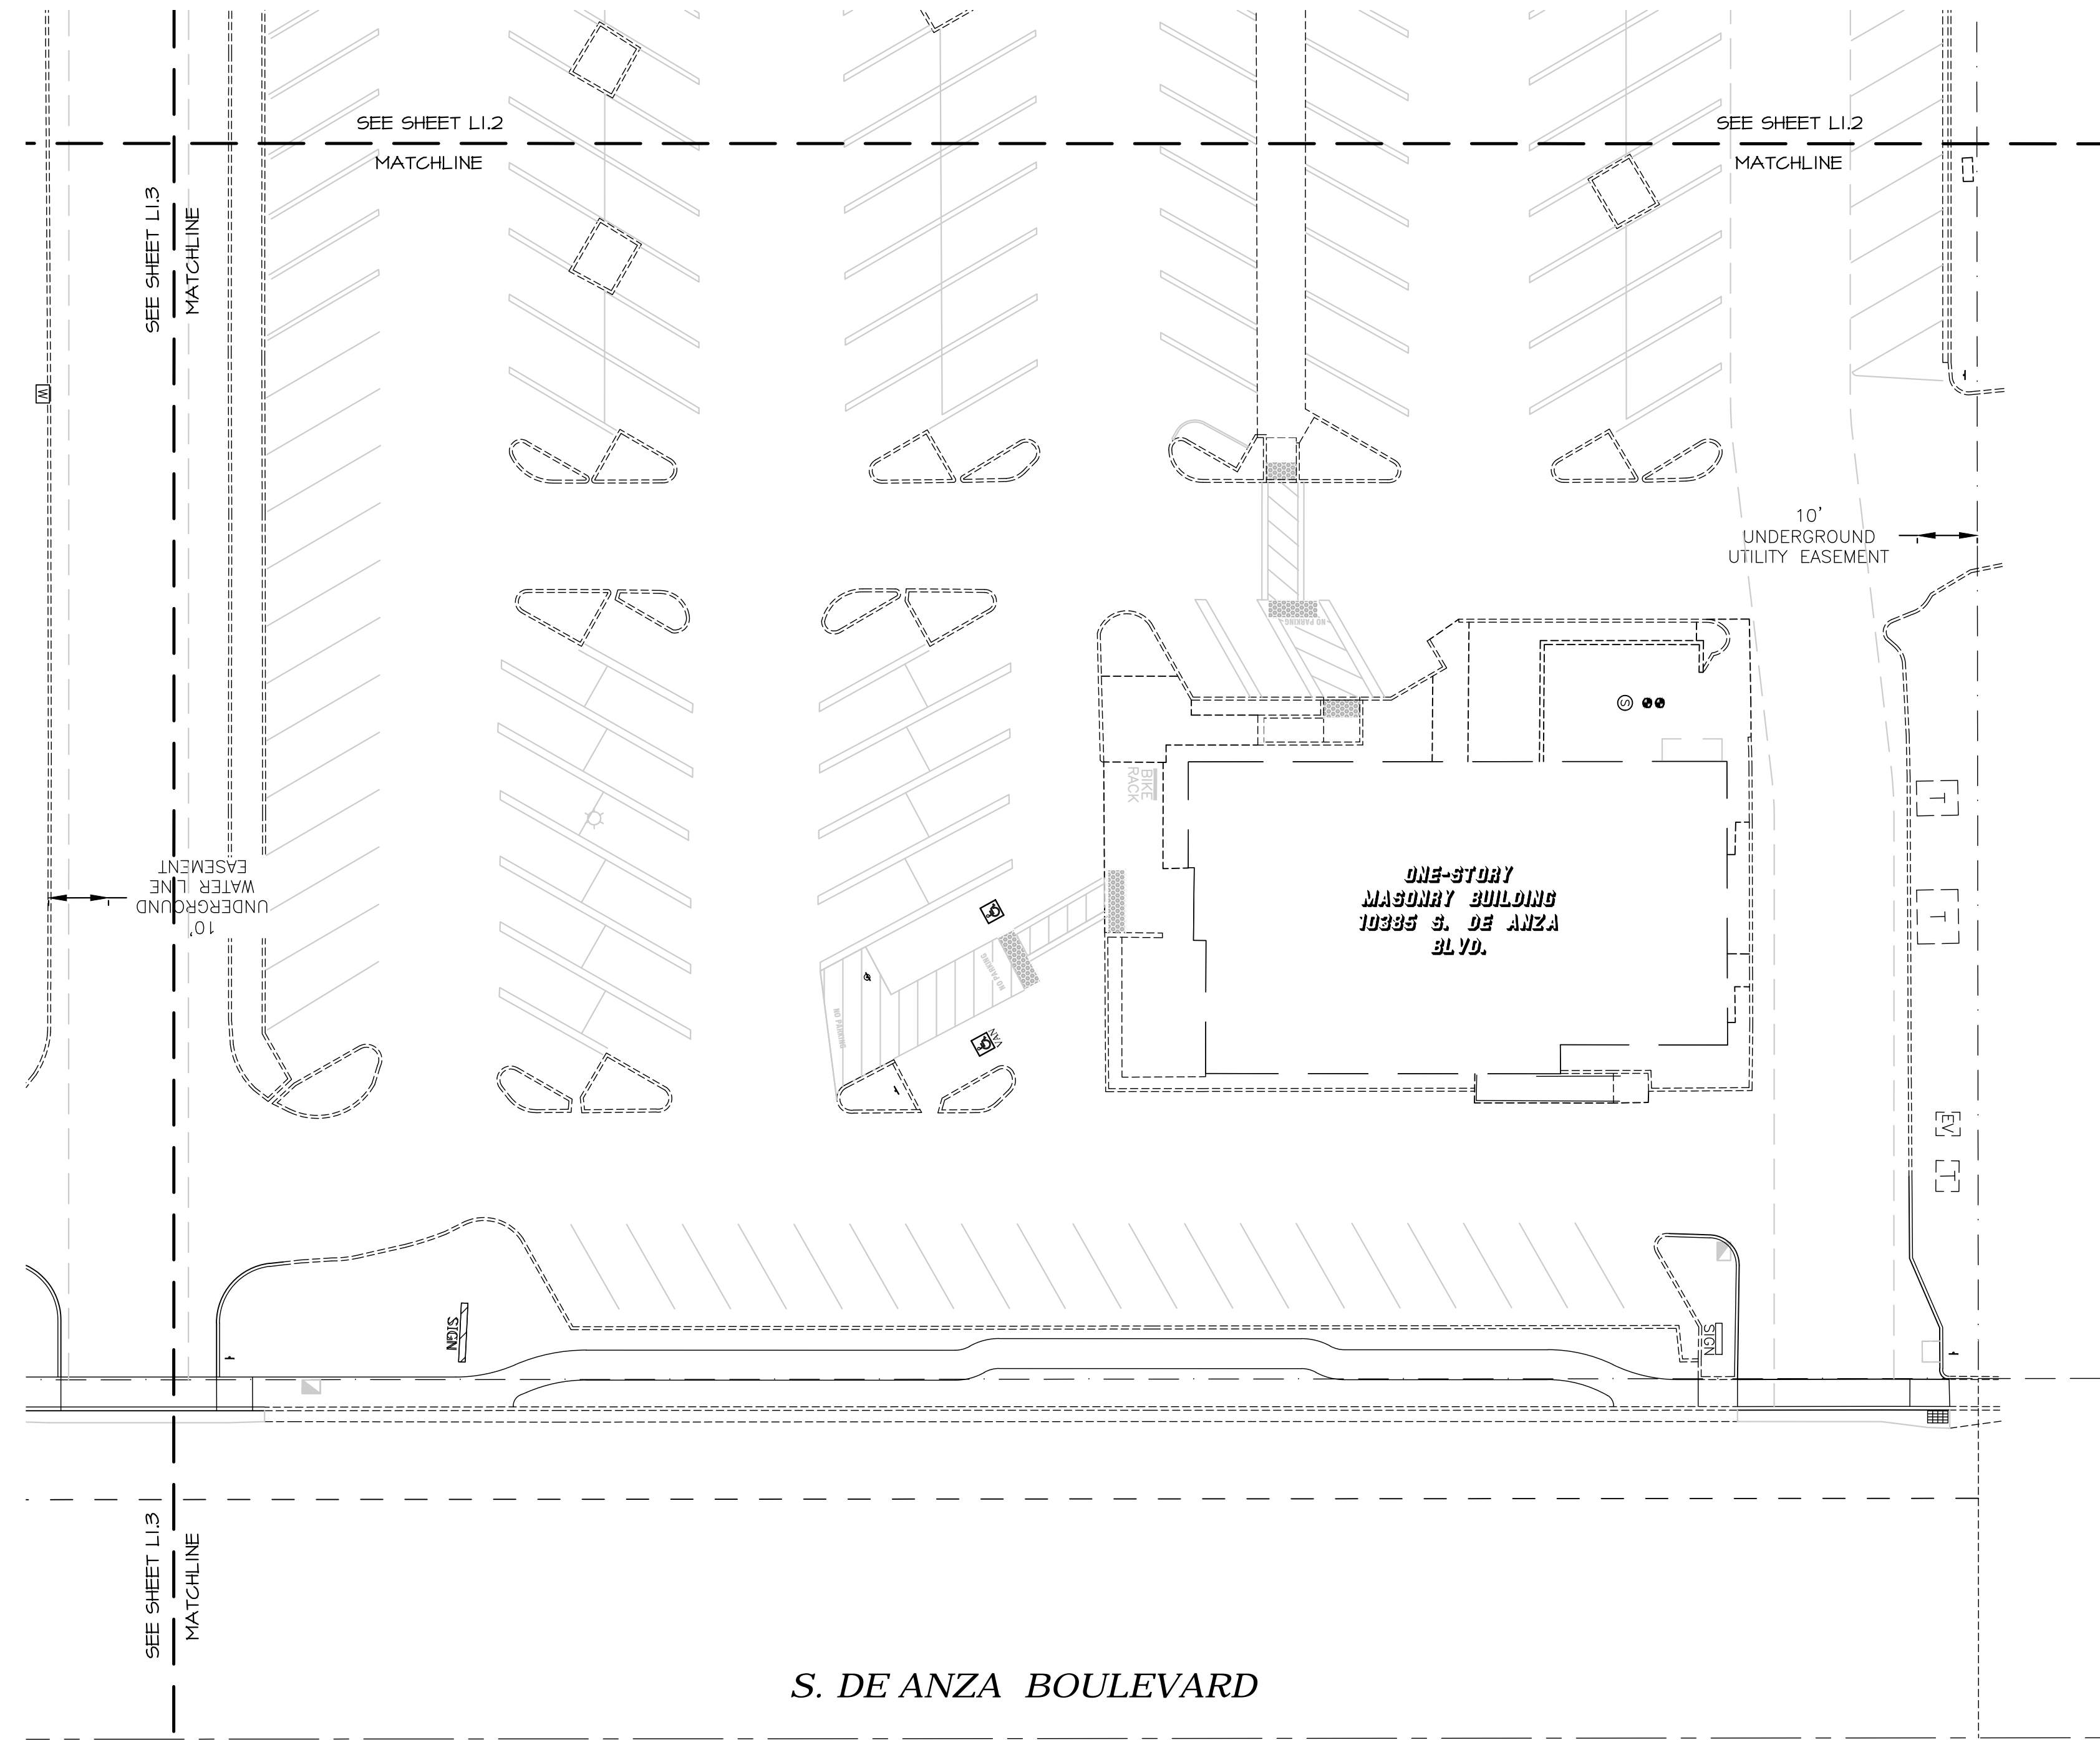 SEE SHEET L1.2
MATCHLINE
SEE SHEET L1.2
MATCHLINE
SEE SHEET L1.3
MATCHLINE
W
10'
UNDERGROUND
UTILITY EASEMENT
NO PARKING
S
BIKE
RACK
T
T
10'
UNDERGROUND
WATER LINE
EASEMENT
ONE-STORY
MASONRY BUILDING
10385 S. DE ANZA
BLVD.
NO PARKING
NO PARKING
VAN
EV
T
SIGN
SIGN
SEE SHEET L1.3
MATCHLINE
S. DE ANZA BOULEVARD